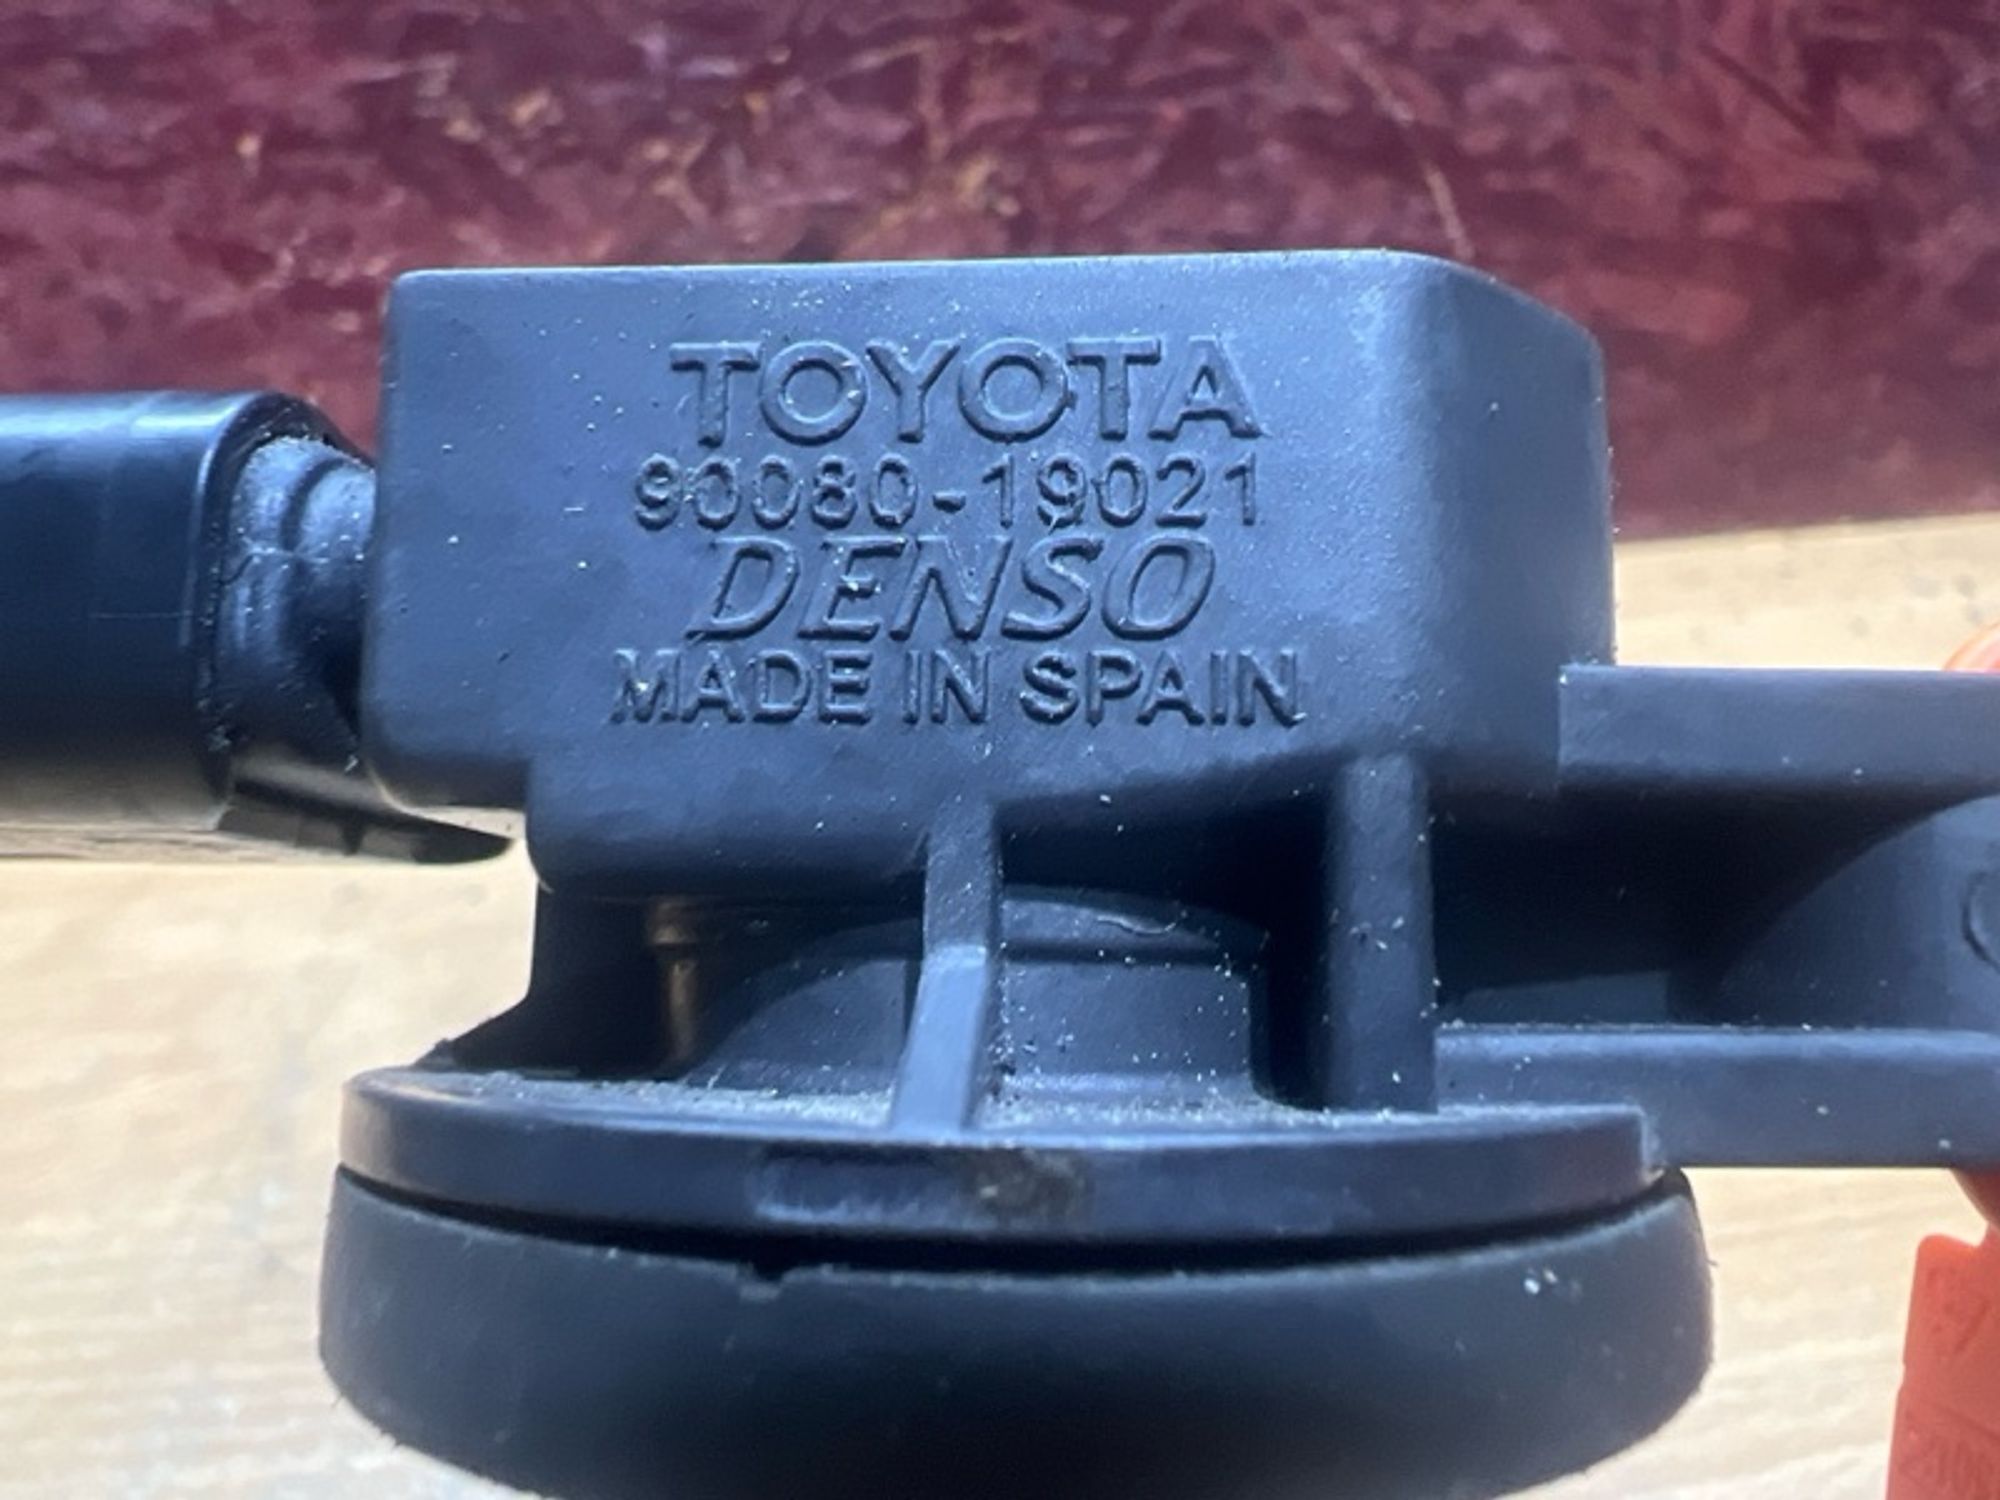 TOYOTA
90080-19021
DENSO
MADE IN SPAIN